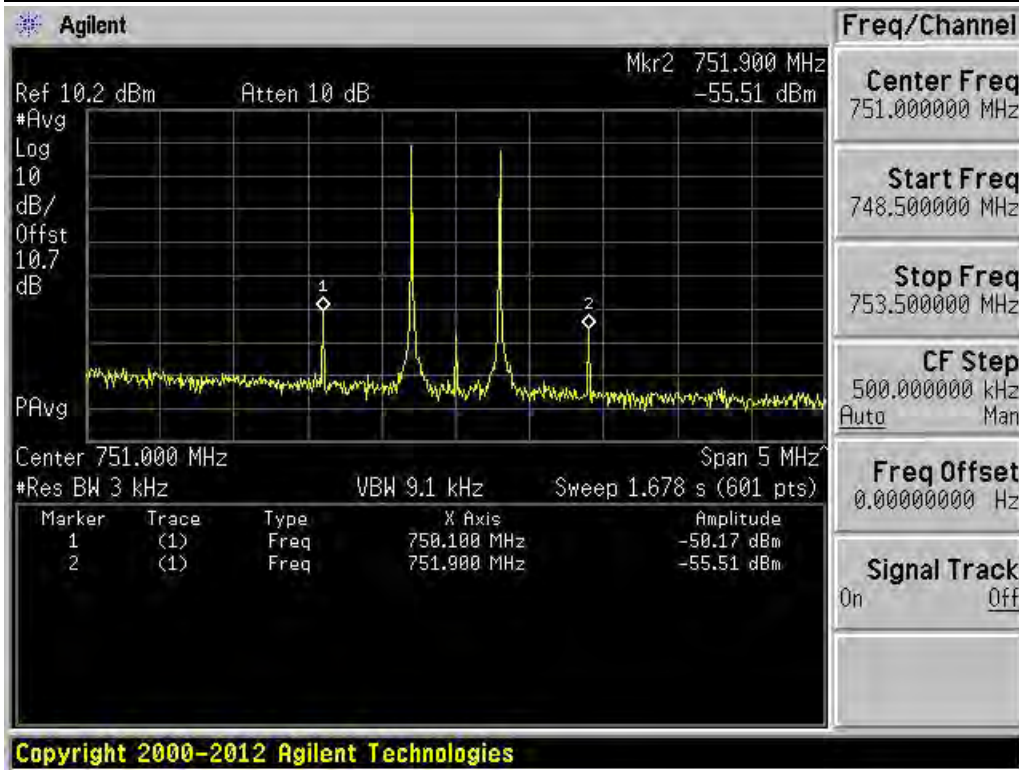 Agilent
Freq/Channel
Mkr2 751.900 MHz
Ref 10.2 dBm Atten 10 dB -55.51 dBm
#Avg
Log
10
dB/
Offst
10.7
dB
PAvg
1
2
Center 751.000 MHz Span 5 MHz^
#Res BW 3 kHz VBW 9.1 kHz Sweep 1.678 s (601 pts)
Marker Trace Type X Axis Amplitude
1 (1) Freq 750.100 MHz -50.17 dBm
2 (1) Freq 751.900 MHz -55.51 dBm
Center Freq
751.000000 MHz
Start Freq
748.500000 MHz
Stop Freq
753.500000 MHz
CF Step
500.000000 kHz
Auto Man
Freq Offset
0.00000000 Hz
Signal Track
On Off
Copyright 2000-2012 Agilent Technologies